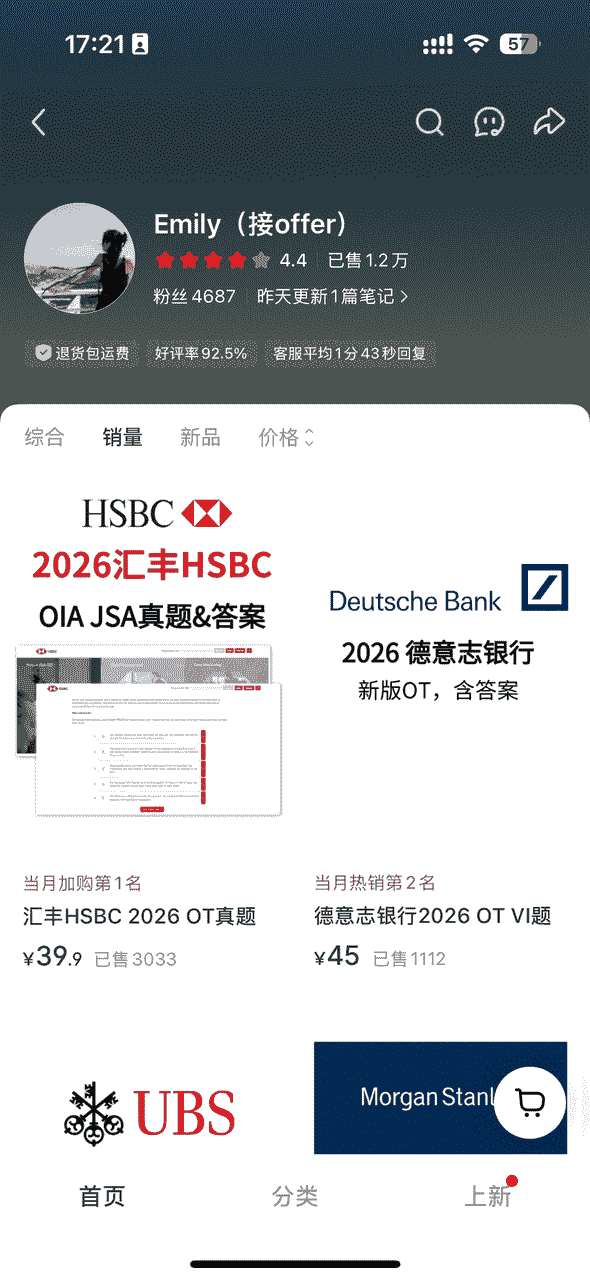 17:21
57
Emily（接offer）
4.4 已售1.2万
粉丝4687 昨天更新1篇笔记
退货包运费 好评率92.5% 客服平均1分43秒回复
综合 销量 新品 价格
HSBC
2026汇丰HSBC
OIA JSA真题&答案
Deutsche Bank
2026 德意志银行
新版OT，含答案
当月加购第1名
汇丰HSBC 2026 OT真题
¥39.9 已售3033
当月热销第2名
德意志银行2026 OT VI题
¥45 已售1112
UBS
Morgan Stanl
首页 分类 上新